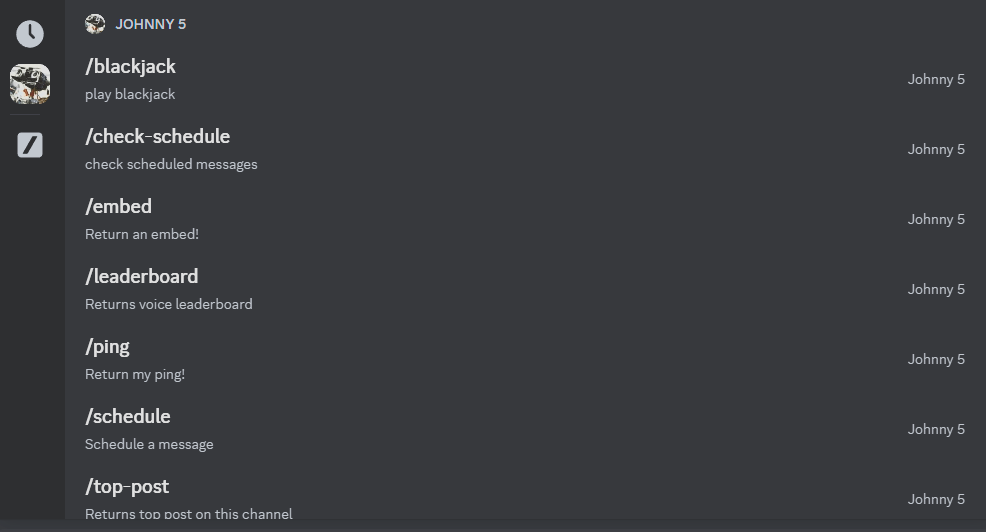 JOHNNY 5
/blackjack
play blackjack
Johnny 5
/check-schedule
check scheduled messages
Johnny 5
/embed
Return an embed!
Johnny 5
/leaderboard
Returns voice leaderboard
Johnny 5
/ping
Return my ping!
Johnny 5
/schedule
Schedule a message
Johnny 5
/top-post
Returns top post on this channel
Johnny 5